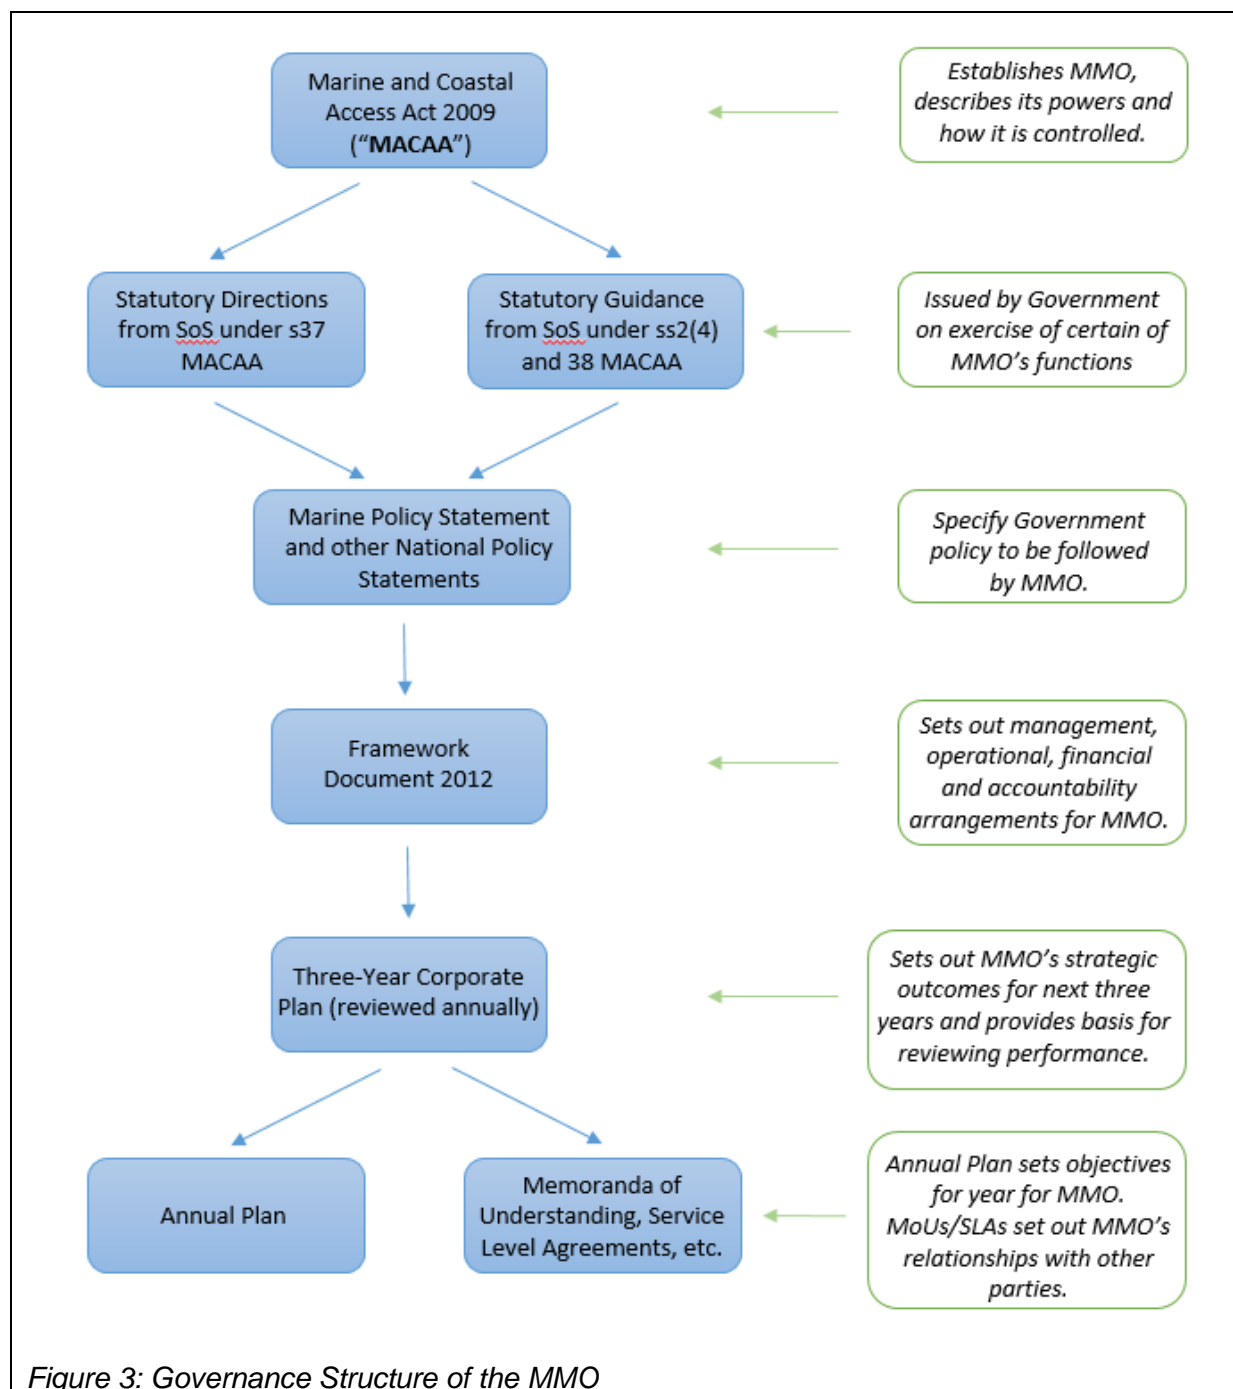 Marine and Coastal
Access Act 2009
(“MACAA”)
Establishes MMO,
describes its powers and
how it is controlled.
Statutory Directions
from SoS under s37
MACAA
Statutory Guidance
from SoS under ss2(4)
and 38 MACAA
Issued by Government
on exercise of certain of
MMO’s functions
Marine Policy Statement
and other National Policy
Statements
Specify Government
policy to be followed
by MMO.
Framework
Document 2012
Sets out management,
operational, financial
and accountability
arrangements for MMO.
Three-Year Corporate
Plan (reviewed annually)
Sets out MMO’s strategic
outcomes for next three
years and provides basis for
reviewing performance.
Annual Plan
Memoranda of
Understanding, Service
Level Agreements, etc.
Annual Plan sets objectives
for year for MMO.
MoUs/SLAs set out MMO’s
relationships with other
parties.
Figure 3: Governance Structure of the MMO